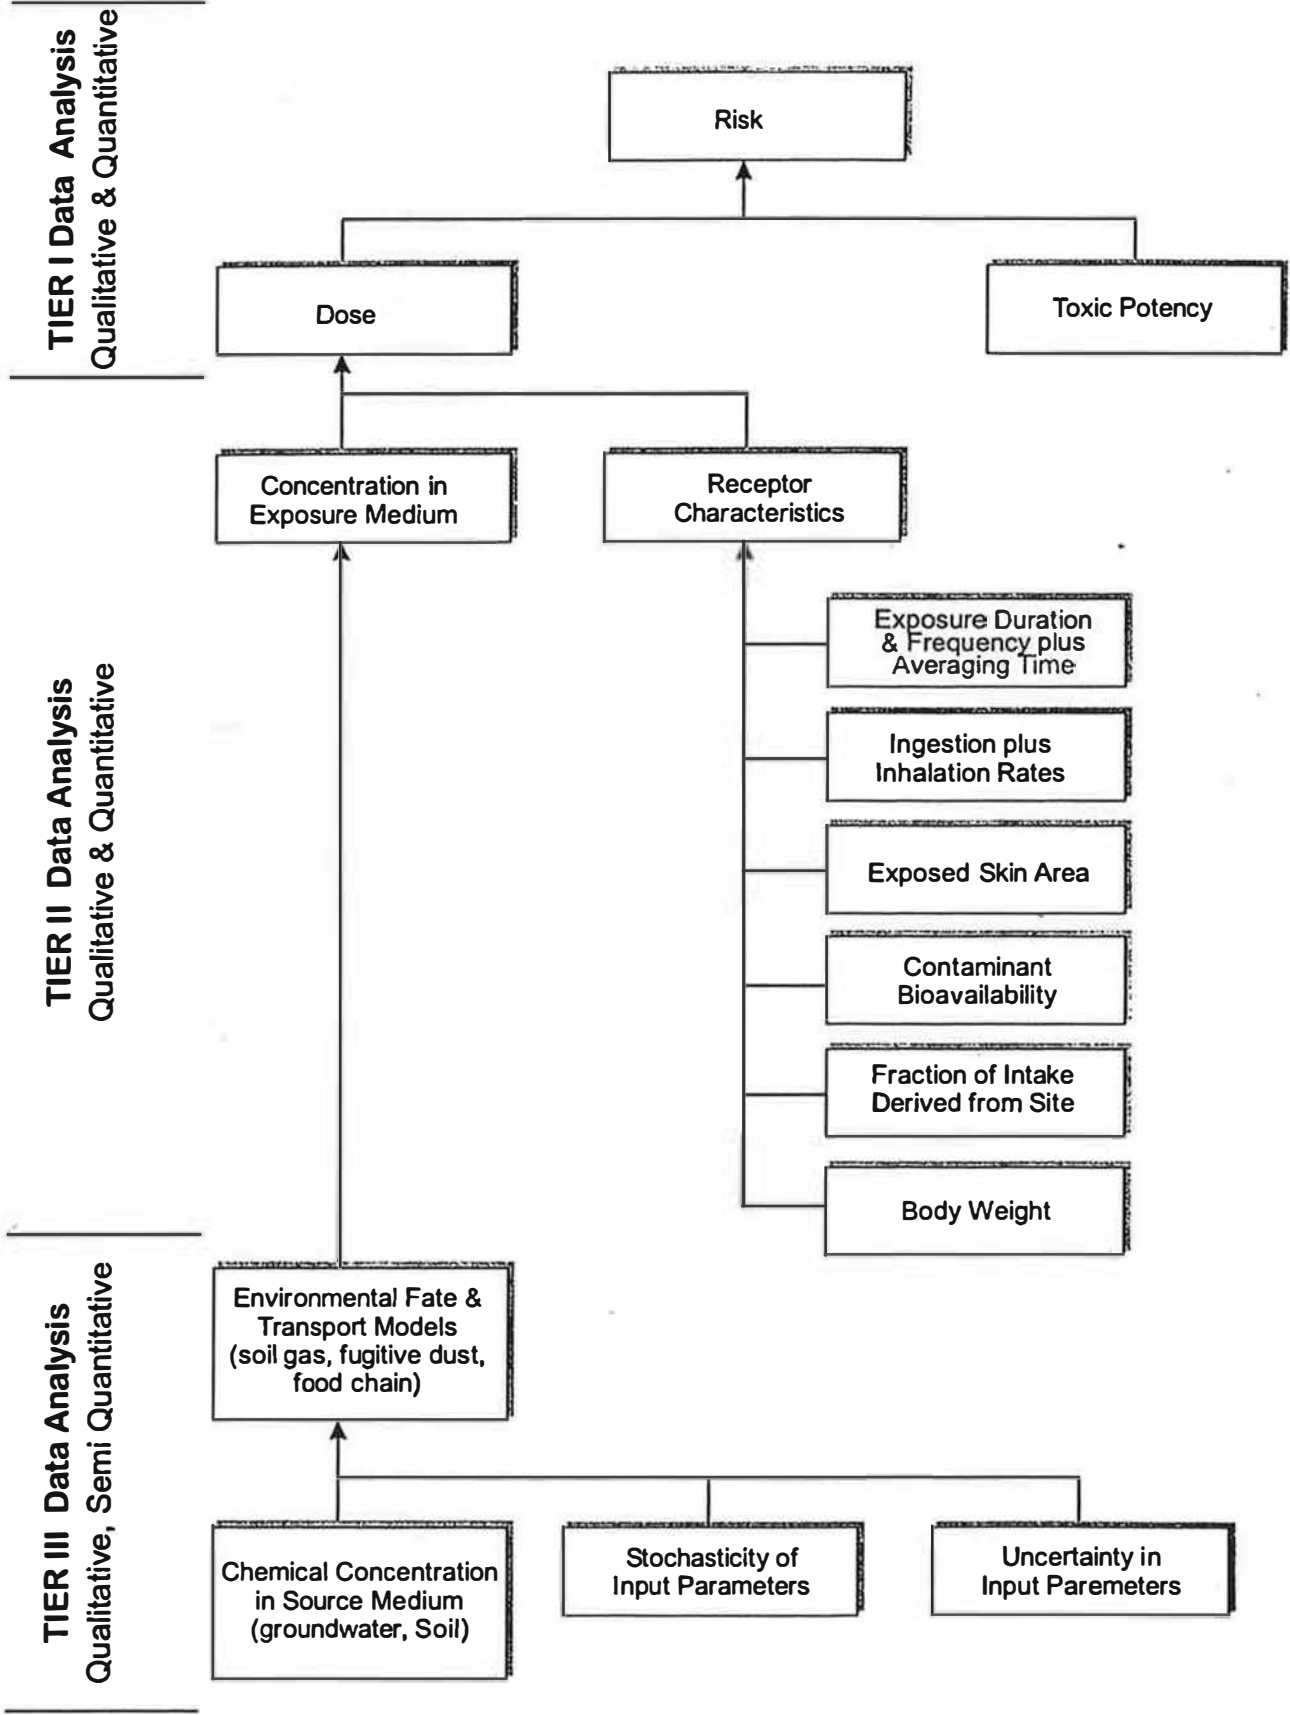 TIER I Data Analysis
Qualitative & Quantitative
Risk
Dose
Toxic Potency
TIER II Data Analysis
Qualitative & Quantitative
Concentration in
Exposure Medium
Receptor
Characteristics
Exposure Duration
& Frequency plus
Averaging Time
Ingestion plus
Inhalation Rates
Exposed Skin Area
Contaminant
Bioavailability
Fraction of Intake
Derived from Site
Body Weight
TIER III Data Analysis
Qualitative, Semi Quantitative
Environmental Fate &
Transport Models
(soil gas, fugitive dust,
food chain)
Chemical Concentration
in Source Medium
(groundwater, Soil)
Stochasticity of
Input Parameters
Uncertainty in
Input Paremeters